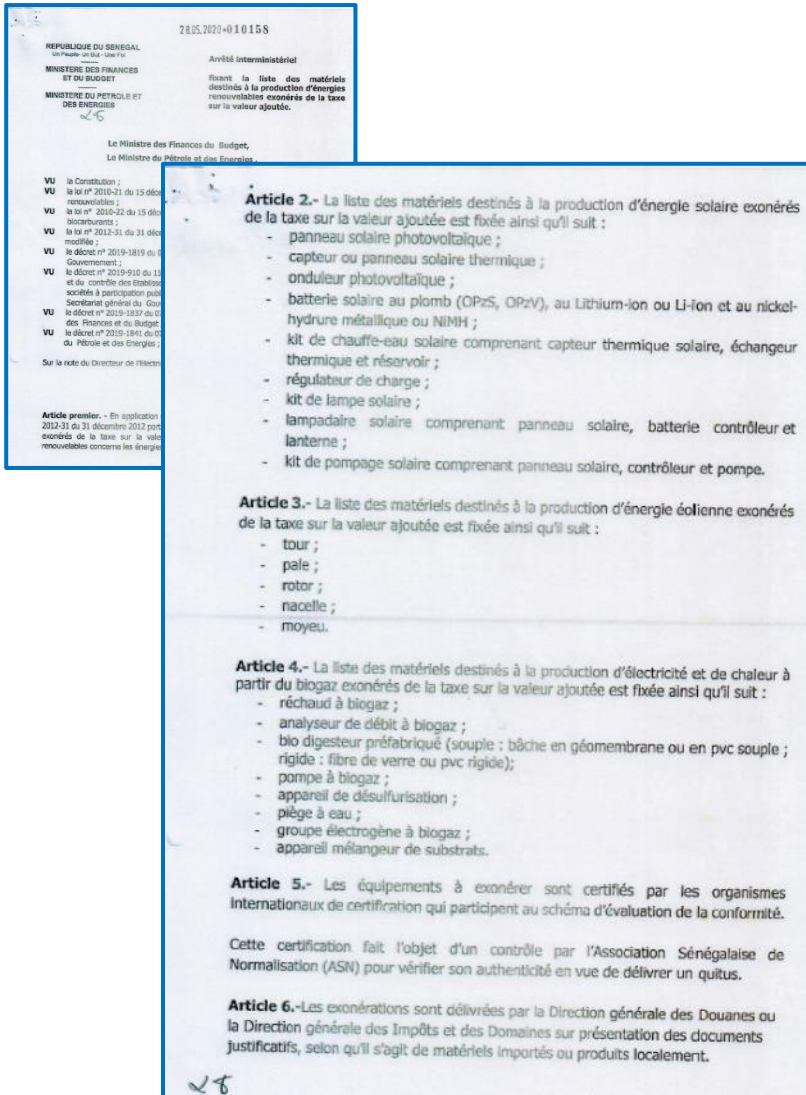 28.05.2020*010158
REPUBLIQUE DU SENEGAL
Un Peuple- Un But - Une Foi
MINISTERE DES FINANCES
ET DU BUDGET
MINISTERE DU PETROLE ET
DES ENERGIES
Arrêté interministériel
fixant la liste des matériels
destinés à la production d'énergies
renouvelables exonérés de la taxe
sur la valeur ajoutée.
Le Ministre des Finances du Budget,
Le Ministre du Pétrole et des Energies,
VU la Constitution ;
VU la loi n° 2010-21 du 15 déce
renouvelables ;
VU la loi n° 2010-22 du 15 déce
biocarburants ;
VU la loi n° 2012-31 du 31 déce
modifiée ;
VU le décret n° 2019-1819 du 0
Gouvernement ;
VU le décret n° 2019-910 du 15
et du contrôle des Etablisse
sociétés à participation publ
Secrétariat général du Gou
VU le décret n° 2019-1837 du 07
des Finances et du Budget
VU le décret n° 2019-1841 du 07
du Pétrole et des Energies ;
Sur la note du Directeur de l'Electri
Article premier. - En application
2012-31 du 31 décembre 2012 port
exonérés de la taxe sur la vale
renouvelables concerne les énergie
Article 2.- La liste des matériels destinés à la production d'énergie solaire exonérés
de la taxe sur la valeur ajoutée est fixée ainsi qu'il suit :
- panneau solaire photovoltaïque ;
- capteur ou panneau solaire thermique ;
- onduleur photovoltaïque ;
- batterie solaire au plomb (OPzS, OPzV), au Lithium-ion ou Li-ion et au nickel-
hydrure métallique ou NiMH ;
- kit de chauffe-eau solaire comprenant capteur thermique solaire, échangeur
thermique et réservoir ;
- régulateur de charge ;
- kit de lampe solaire ;
- lampadaire solaire comprenant panneau solaire, batterie contrôleur et
lanterne ;
- kit de pompage solaire comprenant panneau solaire, contrôleur et pompe.
Article 3.- La liste des matériels destinés à la production d'énergie éolienne exonérés
de la taxe sur la valeur ajoutée est fixée ainsi qu'il suit :
- tour ;
- pale ;
- rotor ;
- nacelle ;
- moyeu.
Article 4.- La liste des matériels destinés à la production d'électricité et de chaleur à
partir du biogaz exonérés de la taxe sur la valeur ajoutée est fixée ainsi qu'il suit :
- réchaud à biogaz ;
- analyseur de débit à biogaz ;
- bio digesteur préfabriqué (souple : bâche en géomembrane ou en pvc souple ;
rigide : fibre de verre ou pvc rigide);
- pompe à biogaz ;
- appareil de désulfurisation ;
- piège à eau ;
- groupe électrogène à biogaz ;
- appareil mélangeur de substrats.
Article 5.- Les équipements à exonérer sont certifiés par les organismes
internationaux de certification qui participent au schéma d'évaluation de la conformité.
Cette certification fait l'objet d'un contrôle par l'Association Sénégalaise de
Normalisation (ASN) pour vérifier son authenticité en vue de délivrer un quitus.
Article 6.-Les exonérations sont délivrées par la Direction générale des Douanes ou
la Direction générale des Impôts et des Domaines sur présentation des documents
justificatifs, selon qu'il s'agit de matériels importés ou produits localement.